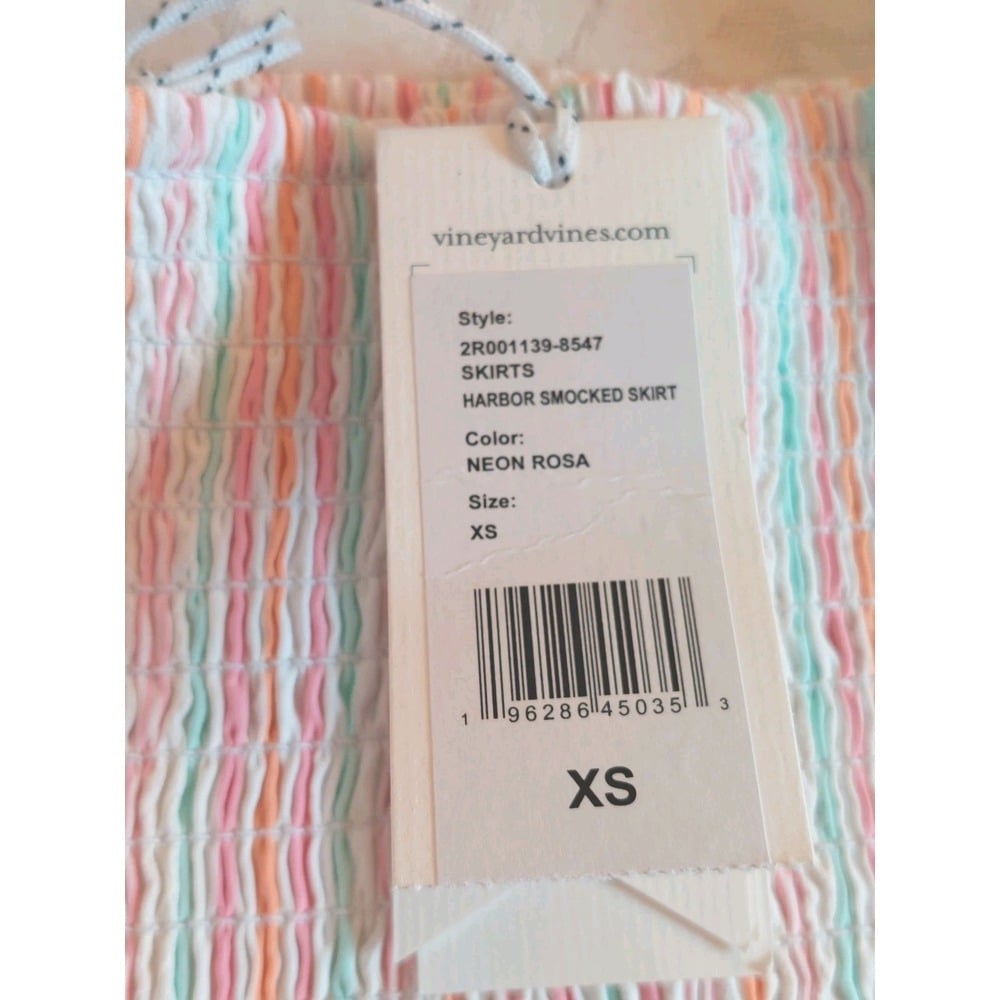 vineyardvines.com
Style:
2R001139-8547
SKIRTS
HARBOR SMOCKED SKIRT
Color:
NEON ROSA
Size:
XS
1 96286 45035 3
XS